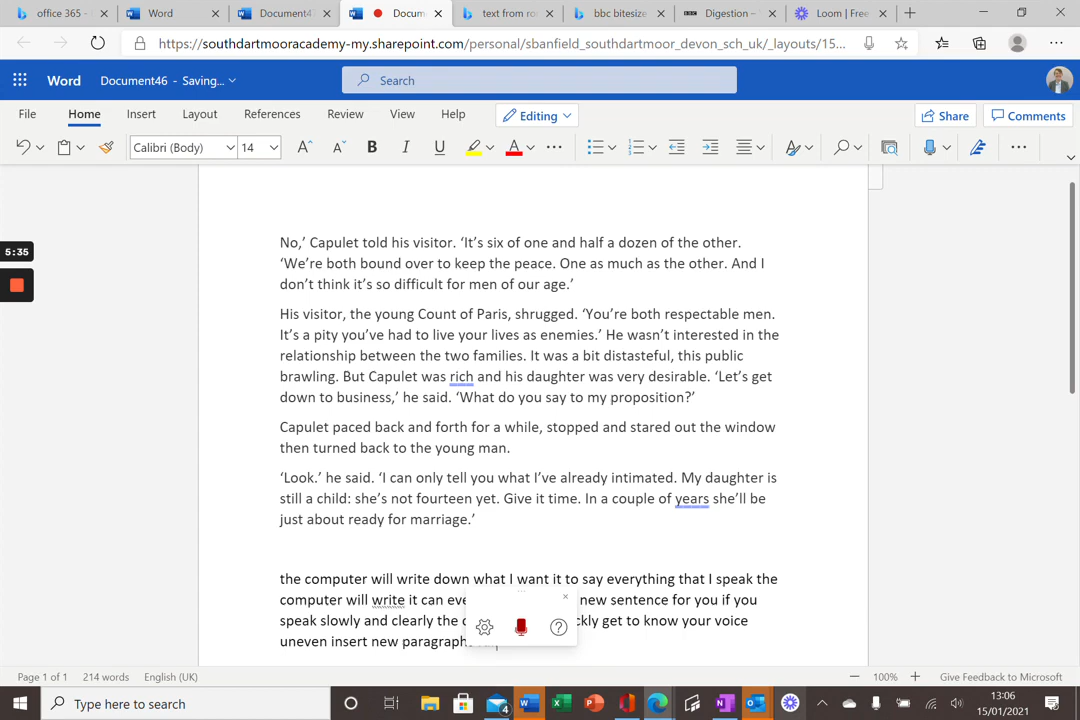 office 365 -
Word
Document4
Docum
text from ro
bbc bitesize
BBC Digestion -
Loom | Free
https://southdartmooracademy-my.sharepoint.com/personal/sbanfield_southdartmoor_devon_sch_uk/_layouts/15...
Word Document46 - Saving... Search
File Home Insert Layout References Review View Help Editing Share Comments
Calibri (Body) 14 A A B I U A
No,’ Capulet told his visitor. ‘It’s six of one and half a dozen of the other.
‘We’re both bound over to keep the peace. One as much as the other. And I
don’t think it’s so difficult for men of our age.’
5:35
His visitor, the young Count of Paris, shrugged. ‘You’re both respectable men.
It’s a pity you’ve had to live your lives as enemies.’ He wasn’t interested in the
relationship between the two families. It was a bit distasteful, this public
brawling. But Capulet was rich and his daughter was very desirable. ‘Let’s get
down to business,’ he said. ‘What do you say to my proposition?’
Capulet paced back and forth for a while, stopped and stared out the window
then turned back to the young man.
‘Look.’ he said. ‘I can only tell you what I’ve already intimated. My daughter is
still a child: she’s not fourteen yet. Give it time. In a couple of years she’ll be
just about ready for marriage.’
the computer will write down what I want it to say everything that I speak the
computer will write it can eve new sentence for you if you
speak slowly and clearly the ckly get to know your voice
uneven insert new paragraphs
Page 1 of 1 214 words English (UK) 100% Give Feedback to Microsoft
Type here to search 4 13:06
15/01/2021